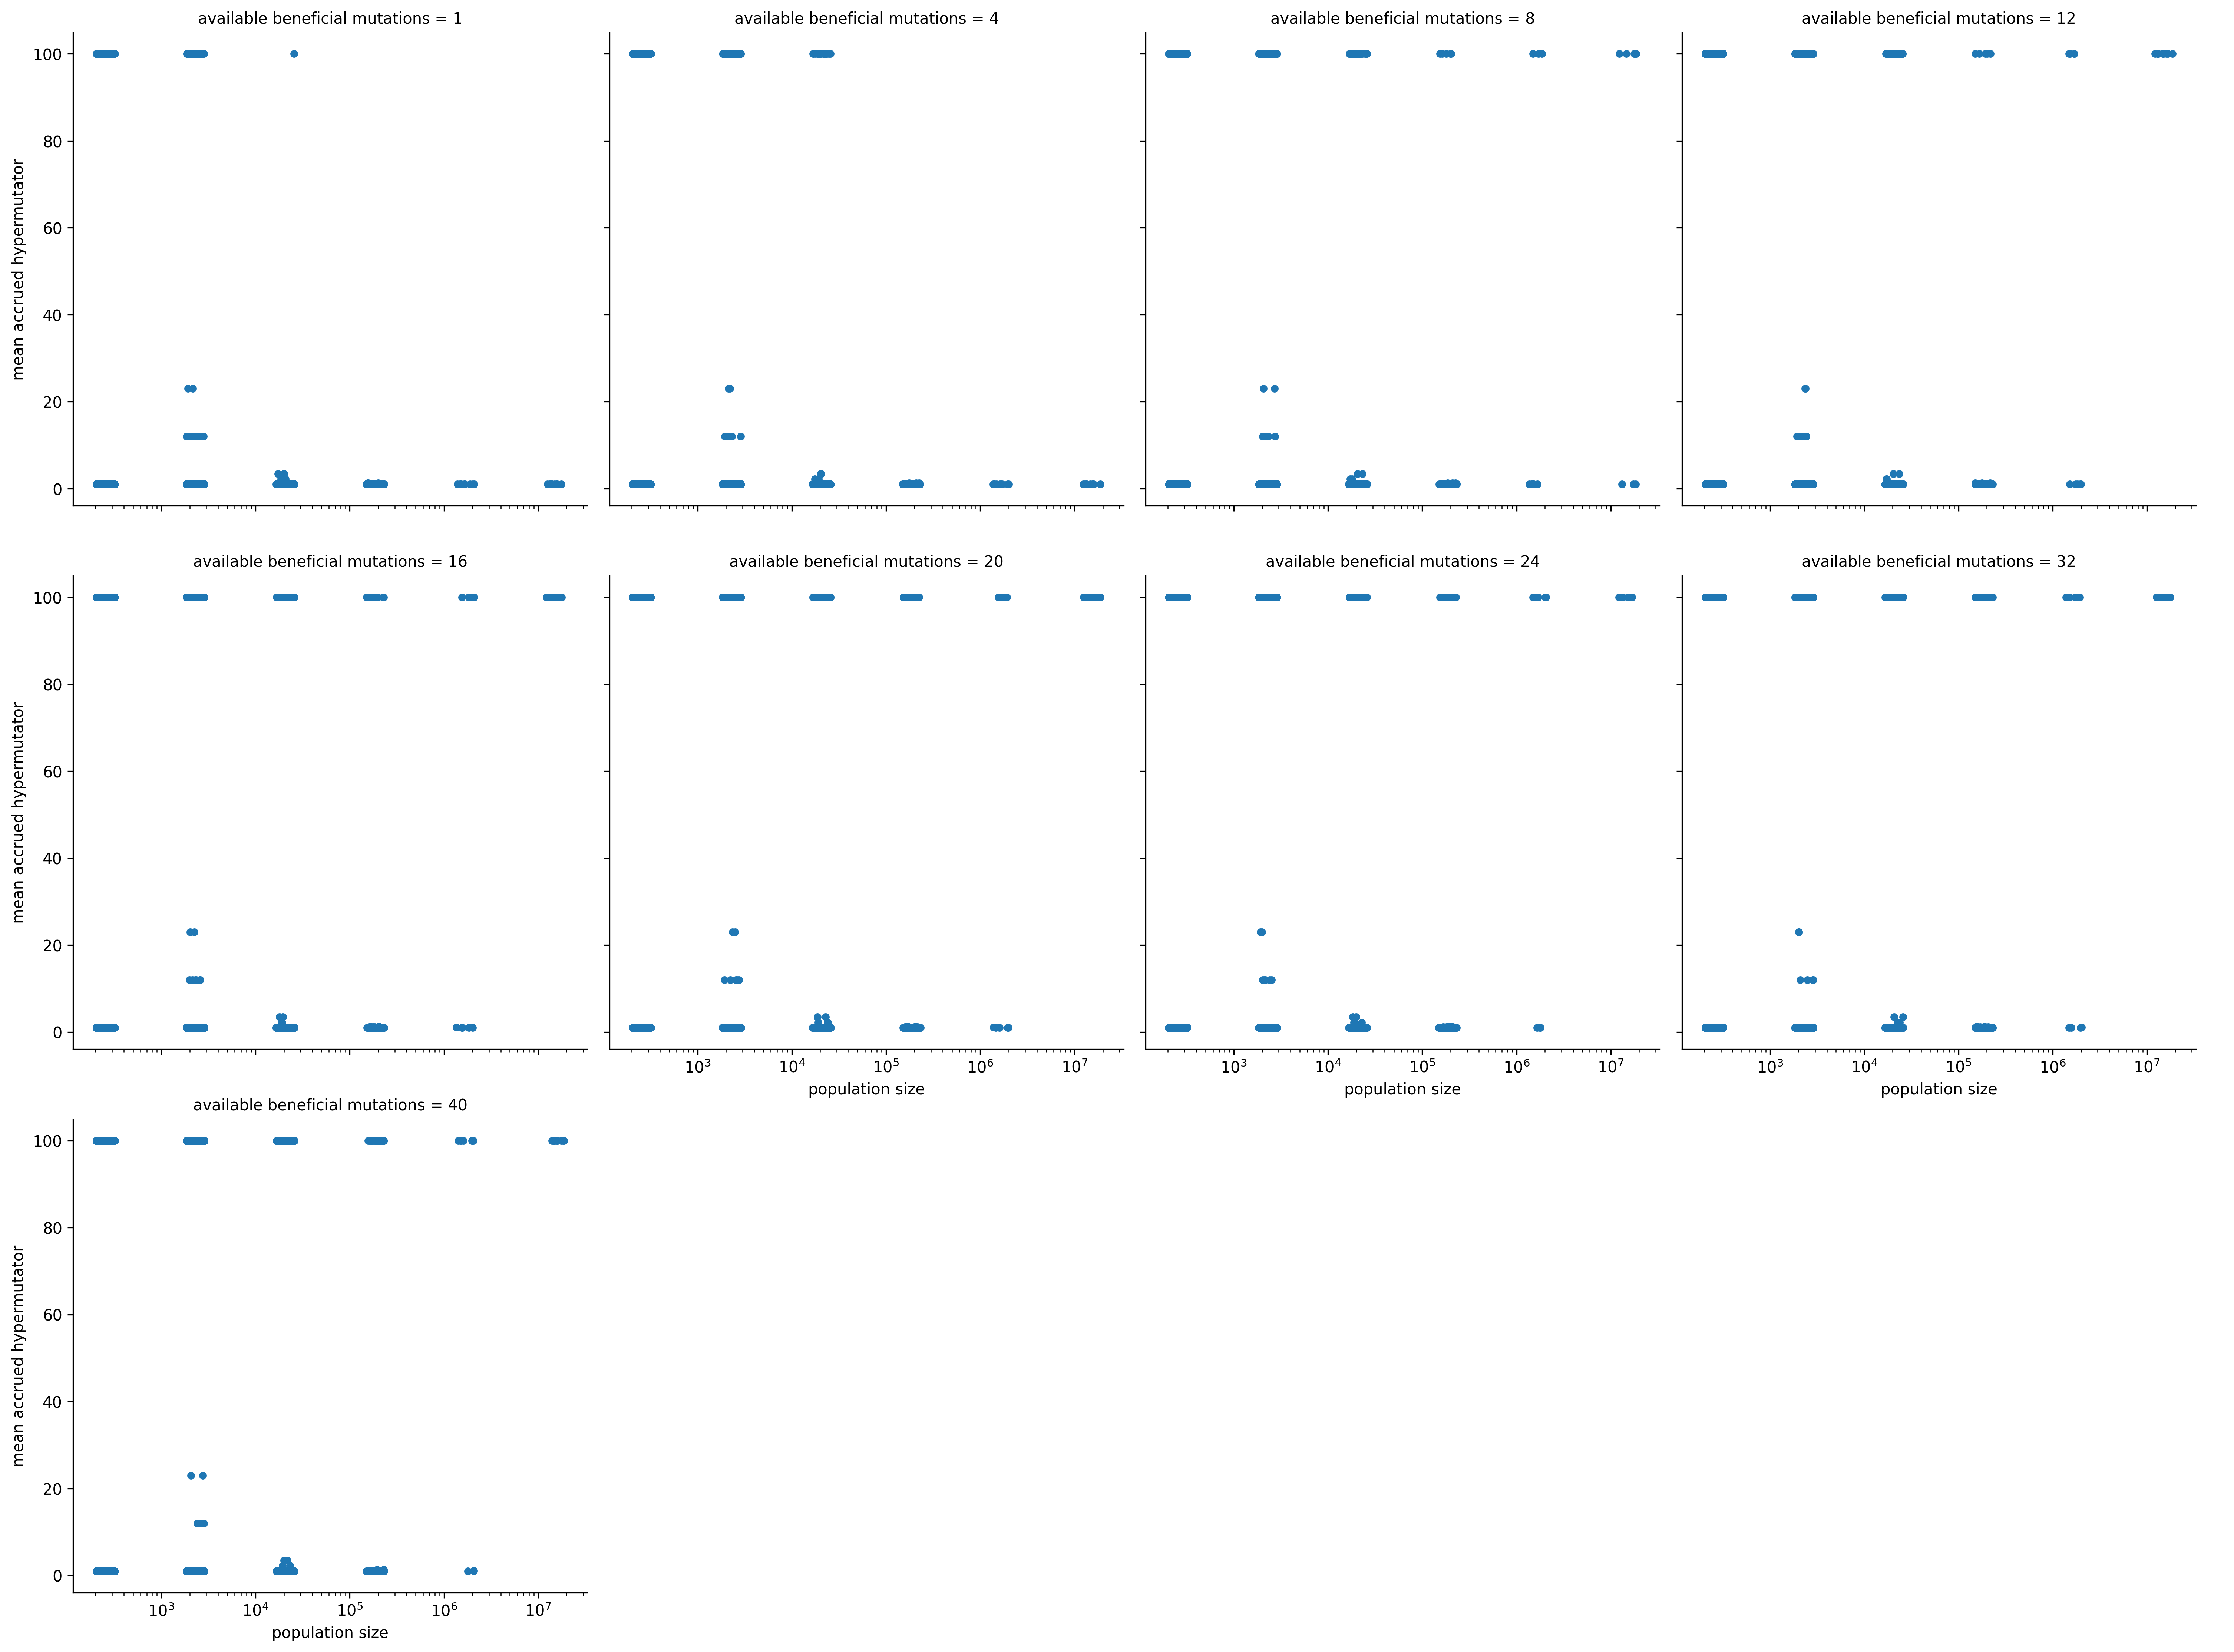 available beneficial mutations = 1
available beneficial mutations = 4
available beneficial mutations = 8
available beneficial mutations = 12
mean accrued hypermutator
100
80
60
40
20
0
available beneficial mutations = 16
available beneficial mutations = 20
available beneficial mutations = 24
available beneficial mutations = 32
mean accrued hypermutator
100
80
60
40
20
0
10³ 10⁴ 10⁵ 10⁶ 10⁷
population size
10³ 10⁴ 10⁵ 10⁶ 10⁷
population size
10³ 10⁴ 10⁵ 10⁶ 10⁷
population size
available beneficial mutations = 40
mean accrued hypermutator
100
80
60
40
20
0
10³ 10⁴ 10⁵ 10⁶ 10⁷
population size